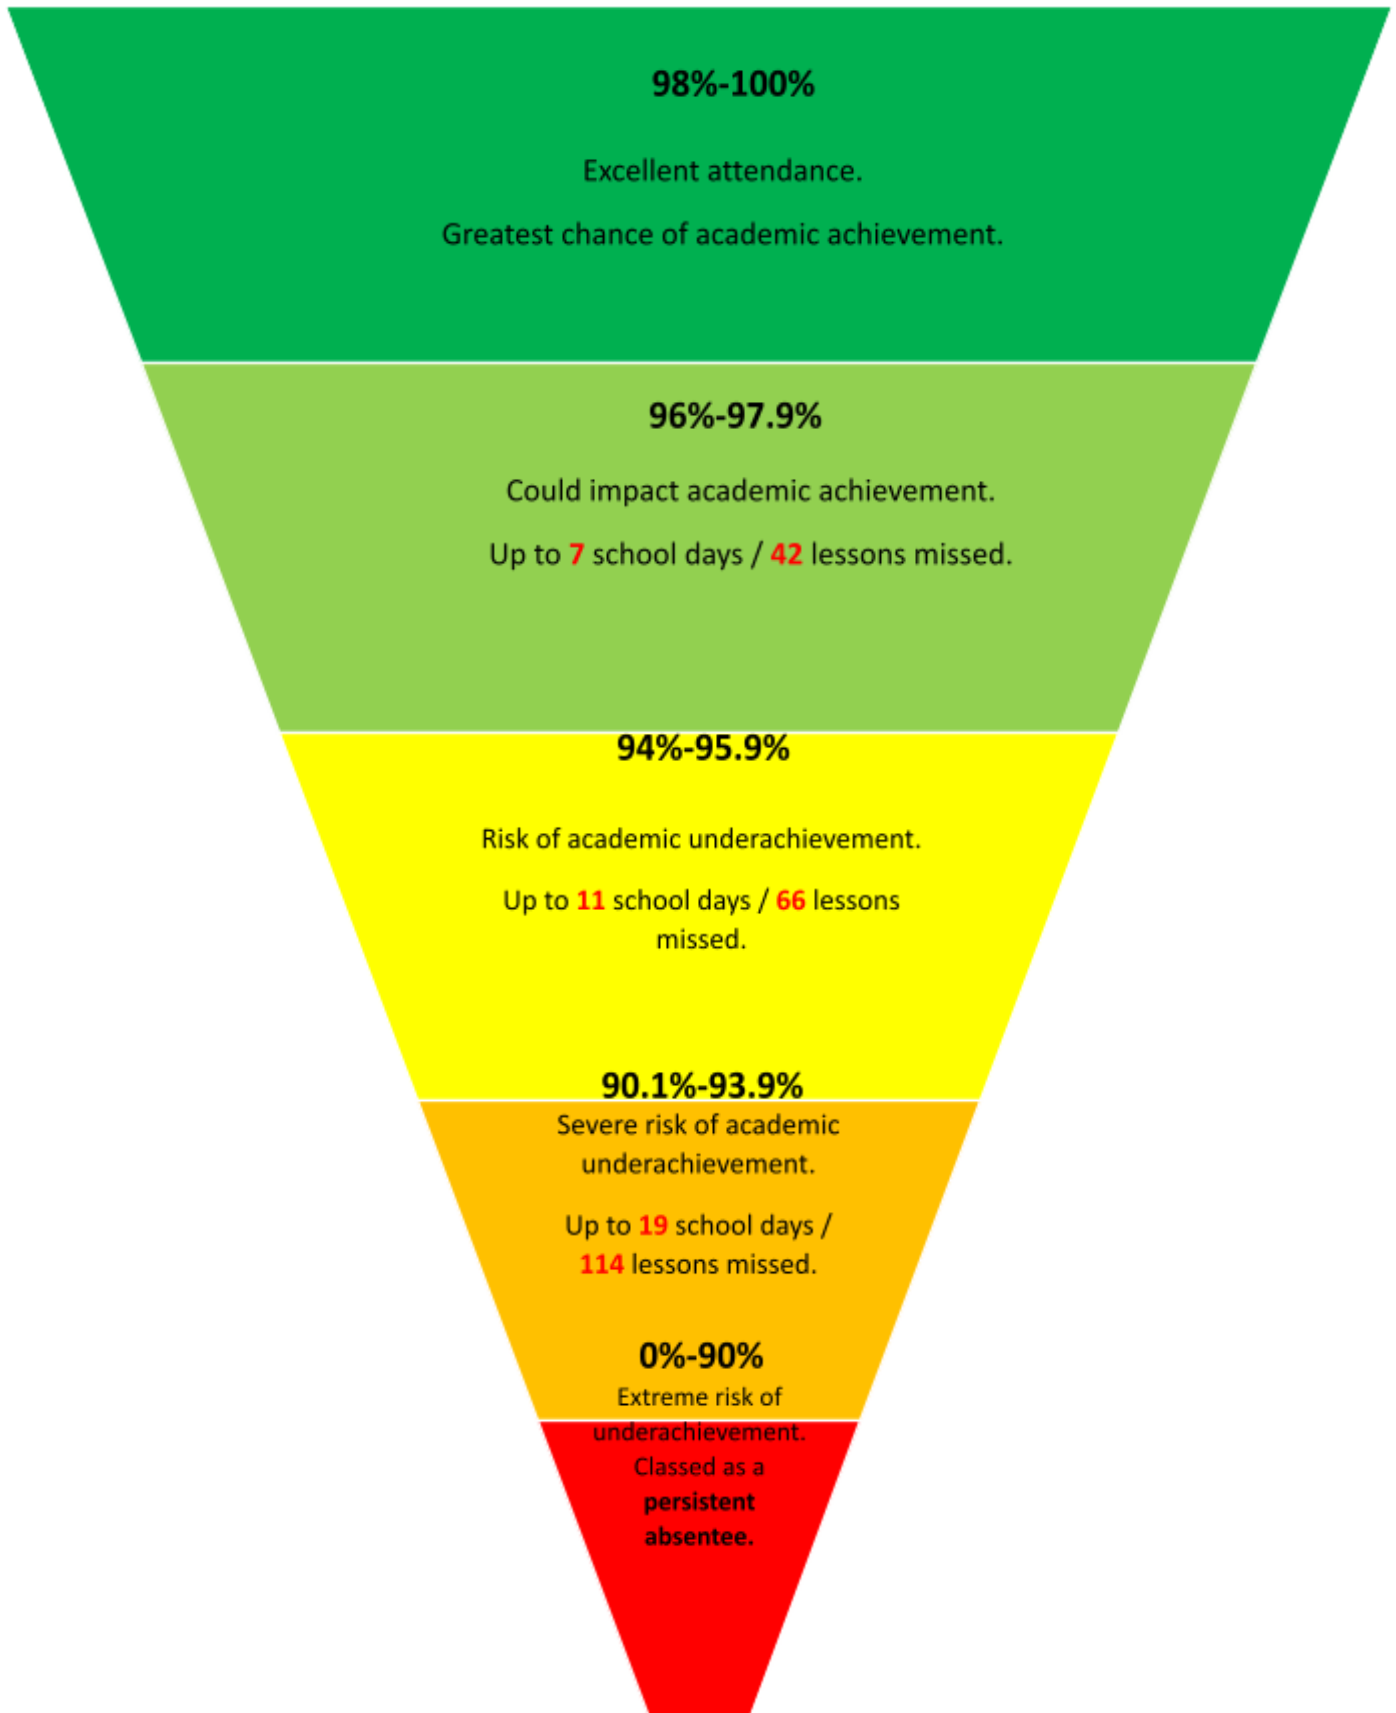 98%-100%
Excellent attendance.
Greatest chance of academic achievement.
96%-97.9%
Could impact academic achievement.
Up to 7 school days / 42 lessons missed.
94%-95.9%
Risk of academic underachievement.
Up to 11 school days / 66 lessons
missed.
90.1%-93.9%
Severe risk of academic
underachievement.
Up to 19 school days /
114 lessons missed.
0%-90%
Extreme risk of
underachievement.
Classed as a
persistent
absentee.